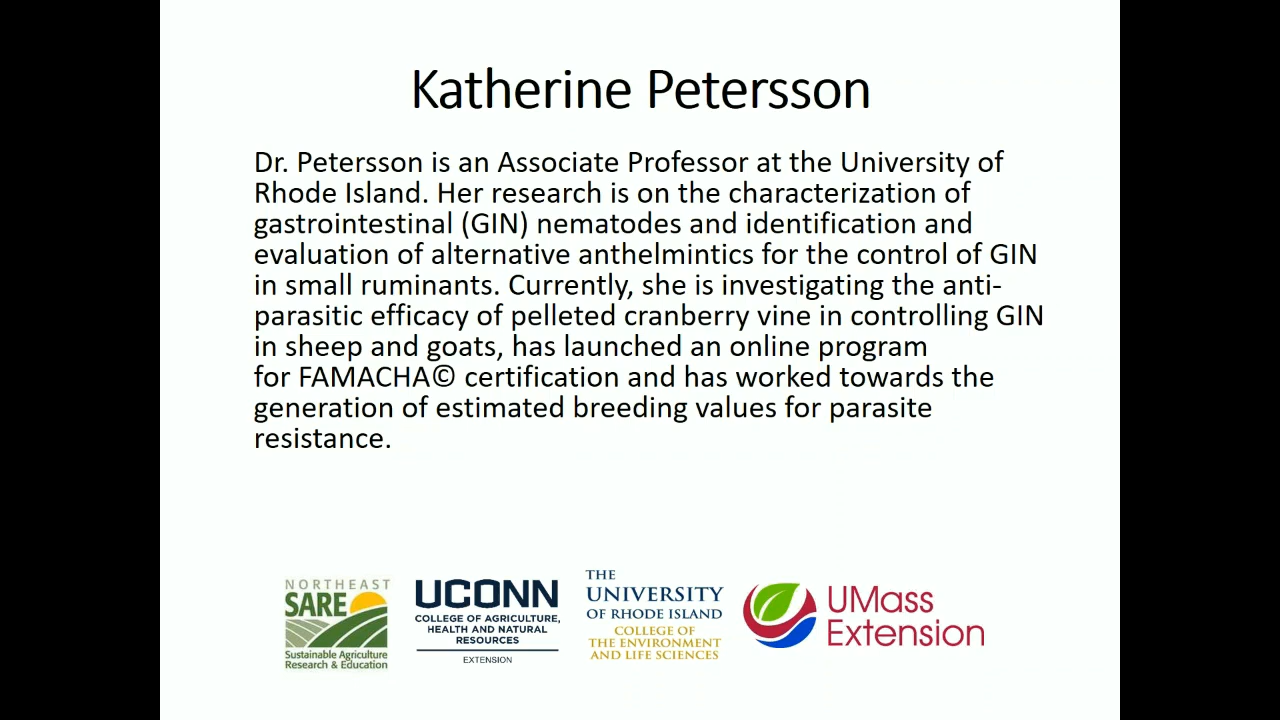 Katherine Petersson
Dr. Petersson is an Associate Professor at the University of
Rhode Island. Her research is on the characterization of
gastrointestinal (GIN) nematodes and identification and
evaluation of alternative anthelmintics for the control of GIN
in small ruminants. Currently, she is investigating the anti-
parasitic efficacy of pelleted cranberry vine in controlling GIN
in sheep and goats, has launched an online program
for FAMACHA© certification and has worked towards the
generation of estimated breeding values for parasite
resistance.
NORTHEAST
SARE
Sustainable Agriculture
Research & Education
UCONN
COLLEGE OF AGRICULTURE,
HEALTH AND NATURAL
RESOURCES
EXTENSION
THE
UNIVERSITY
OF RHODE ISLAND
COLLEGE OF
THE ENVIRONMENT
AND LIFE SCIENCES
UMass
Extension